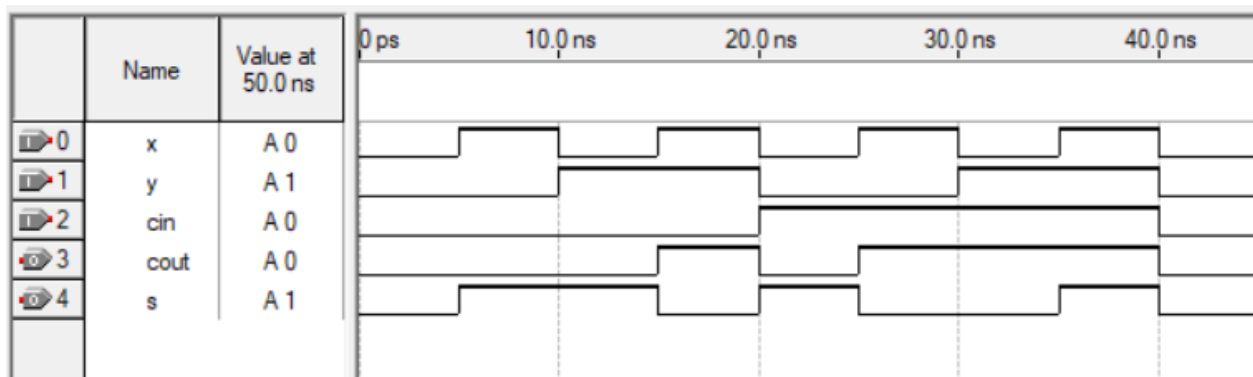 Name Value at 50.0 ns 0 ps 10.0 ns 20.0 ns 30.0 ns 40.0 ns
0 x A 0
1 y A 1
2 cin A 0
3 cout A 0
4 s A 1